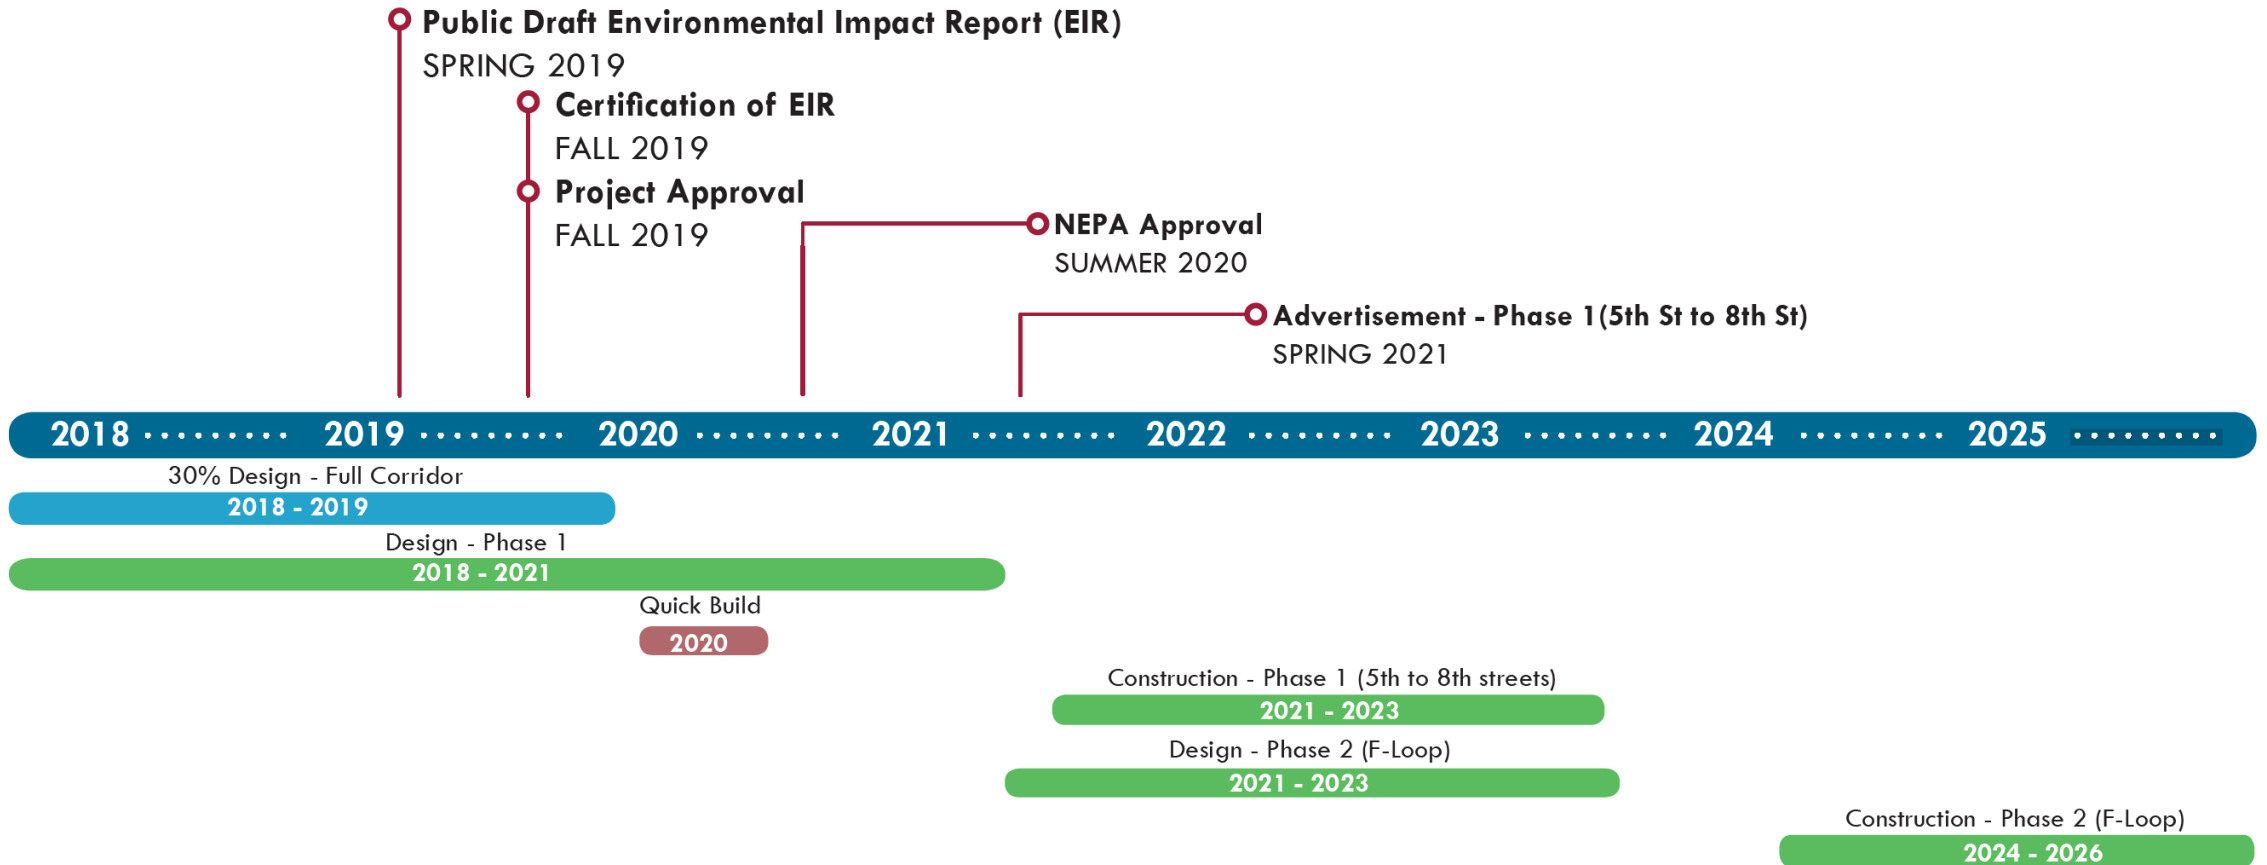 Public Draft Environmental Impact Report (EIR)
SPRING 2019
Certification of EIR
FALL 2019
Project Approval
FALL 2019
NEPA Approval
SUMMER 2020
Advertisement - Phase 1(5th St to 8th St)
SPRING 2021
2018 2019 2020 2021 2022 2023 2024 2025
30% Design - Full Corridor
2018 - 2019
Design - Phase 1
2018 - 2021
Quick Build
2020
Construction - Phase 1 (5th to 8th streets)
2021 - 2023
Design - Phase 2 (F-Loop)
2021 - 2023
Construction - Phase 2 (F-Loop)
2024 - 2026